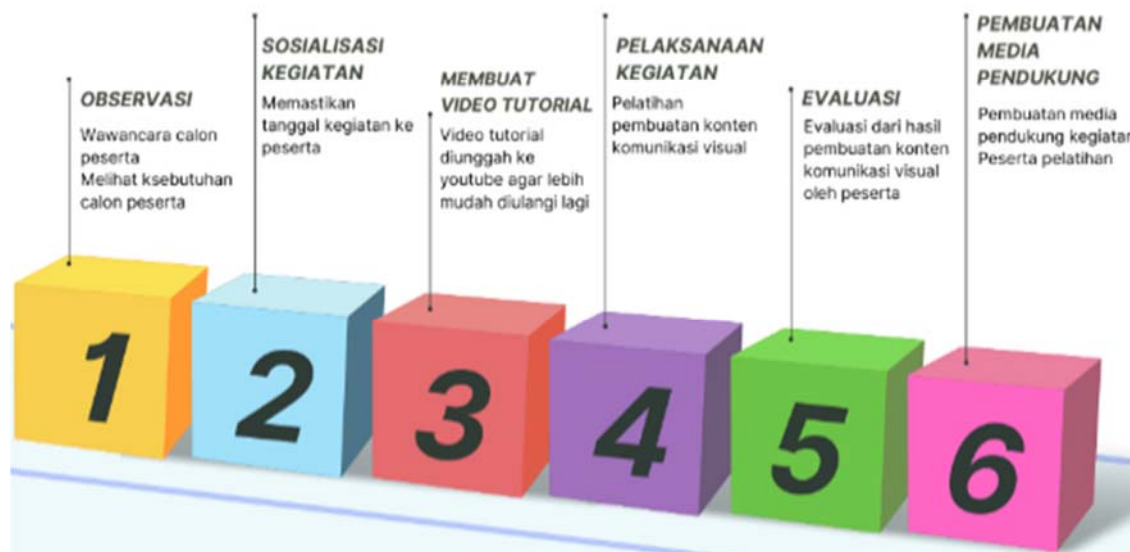 OBSERVASI
Wawancara calon
peserta
Melihat ksebutuhan
calon peserta
SOSIALISASI
KEGIATAN
Memastikan
tanggal kegiatan ke
peserta
MEMBUAT
VIDEO TUTORIAL
Video tutorial
diunggah ke
youtube agar lebih
mudah diulangi lagi
PELAKSANAAN
KEGIATAN
Pelatihan
pembuatan konten
komunikasi visual
EVALUASI
Evaluasi dari hasil
pembuatan konten
komunikasi visual
oleh peserta
PEMBUATAN
MEDIA
PENDUKUNG
Pembuatan media
pendukung kegiatan
Peserta pelatihan
1
2
3
4
5
6